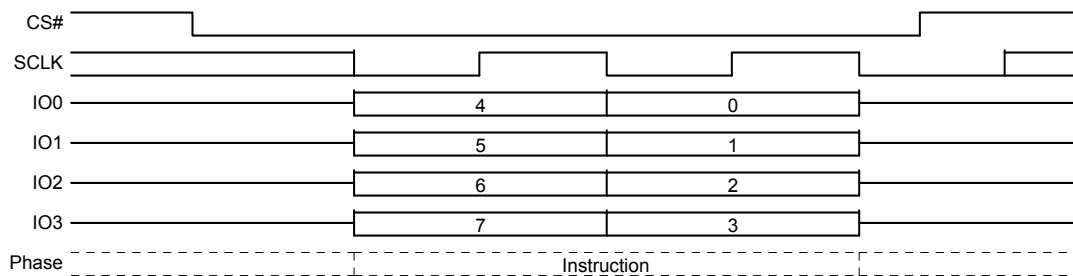 CS#
SCLK
IO0 4 0
IO1 5 1
IO2 6 2
IO3 7 3
Phase Instruction